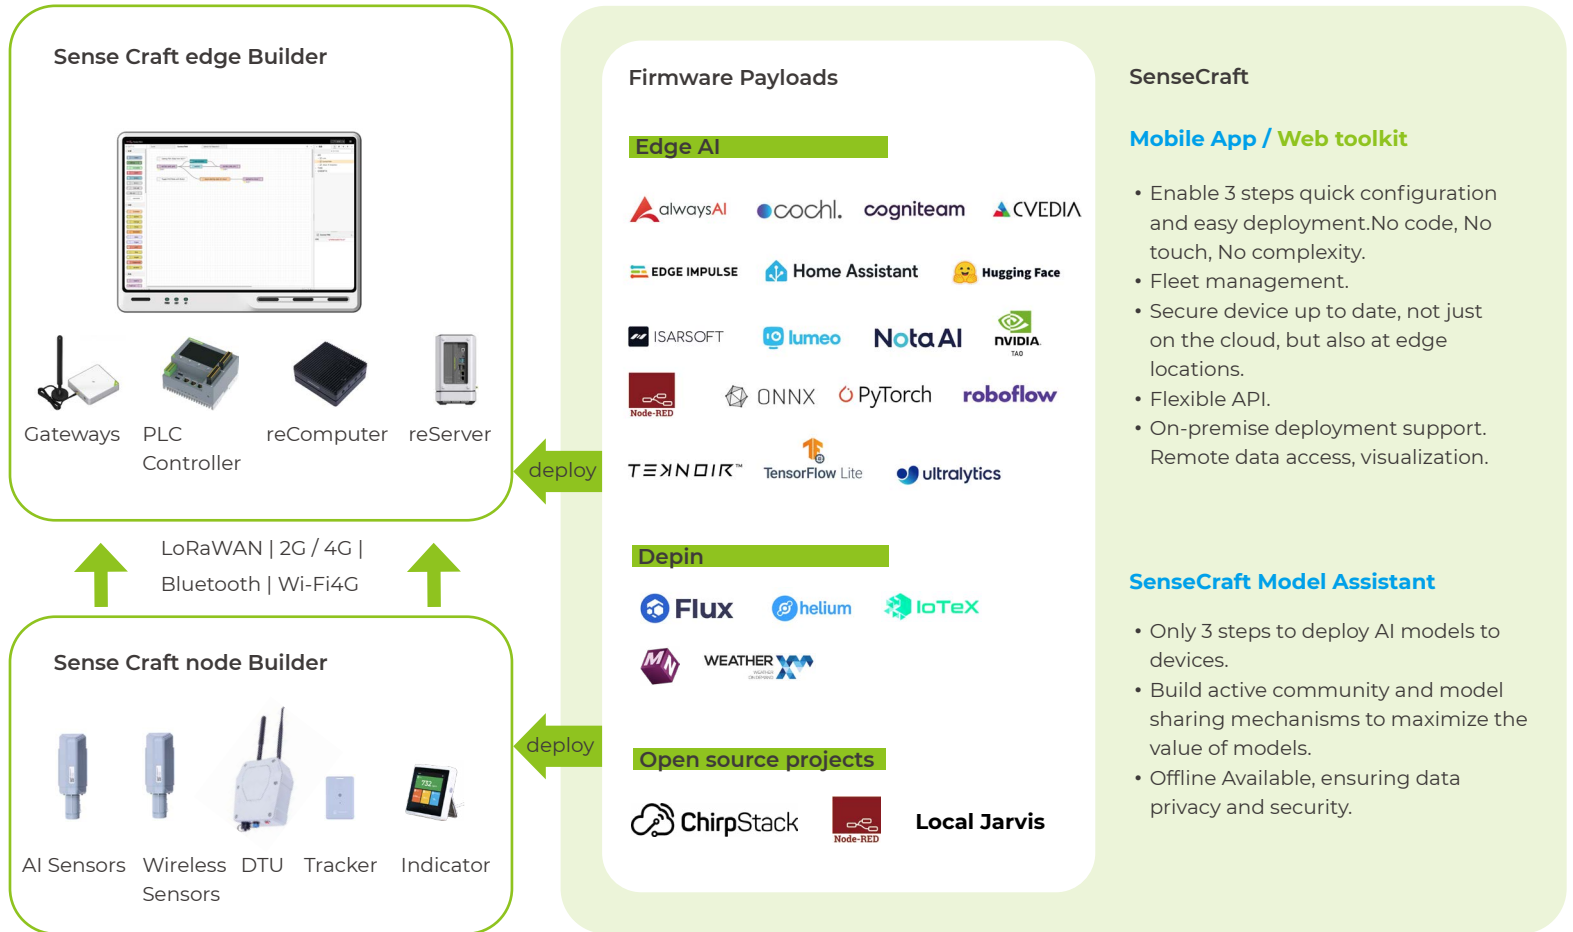 Sense Craft edge Builder
Gateways
PLC
Controller
reComputer
reServer
LoRaWAN | 2G / 4G |
Bluetooth | Wi-Fi4G
Sense Craft node Builder
AI Sensors
Wireless
Sensors
DTU
Tracker
Indicator
deploy
deploy
Firmware Payloads
Edge AI
alwaysAI
cochl.
cogniteam
CVEDIA
EDGE IMPULSE
Home Assistant
Hugging Face
ISARSOFT
lumeo
Nota AI
NVIDIA
TAO
Node-RED
ONNX
PyTorch
roboflow
TEKNOIR™
TensorFlow Lite
ultralytics
Depin
Flux
helium
IoTeX
MN
WEATHER XM
WEATHER
ON DEMAND
Open source projects
ChirpStack
Node-RED
Local Jarvis
SenseCraft
Mobile App / Web toolkit
• Enable 3 steps quick configuration
and easy deployment.No code, No
touch, No complexity.
• Fleet management.
• Secure device up to date, not just
on the cloud, but also at edge
locations.
• Flexible API.
• On-premise deployment support.
Remote data access, visualization.
SenseCraft Model Assistant
• Only 3 steps to deploy AI models to
devices.
• Build active community and model
sharing mechanisms to maximize the
value of models.
• Offline Available, ensuring data
privacy and security.